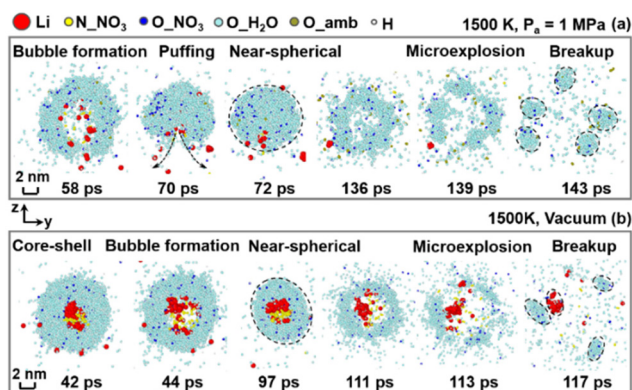 Li N_NO₃ O_NO₃ O_H₂O O_amb H 1500 K, Pₐ = 1 MPa (a)
Bubble formation Puffing Near-spherical Microexplosion Breakup
2 nm
58 ps 70 ps 72 ps 136 ps 139 ps 143 ps
z
y
1500K, Vacuum (b)
Core-shell Bubble formation Near-spherical Microexplosion Breakup
2 nm
42 ps 44 ps 97 ps 111 ps 113 ps 117 ps